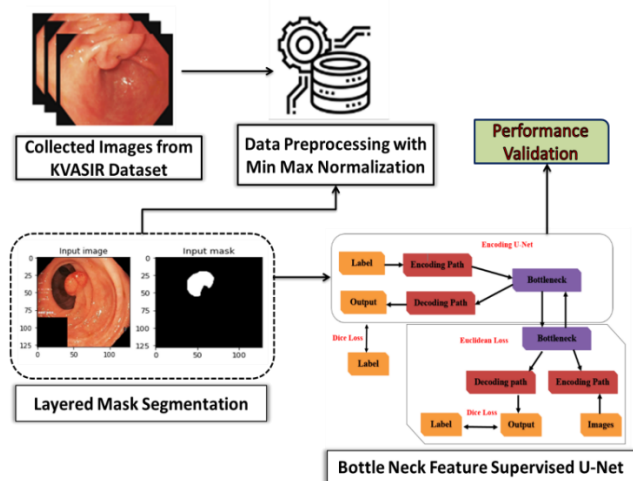 Collected Images from
KVASIR Dataset
Data Preprocessing with
Min Max Normalization
Performance
Validation
Input image
Input mask
0
25
50
75
100
125
0
100
0
25
50
75
100
125
0
50
100
Layered Mask Segmentation
Encoding U-Net
Label
Encoding Path
Bottleneck
Output
Decoding Path
Dice Loss
Label
Euclidean Loss
Bottleneck
Decoding path
Encoding Path
Dice Loss
Label
Output
Images
Bottle Neck Feature Supervised U-Net